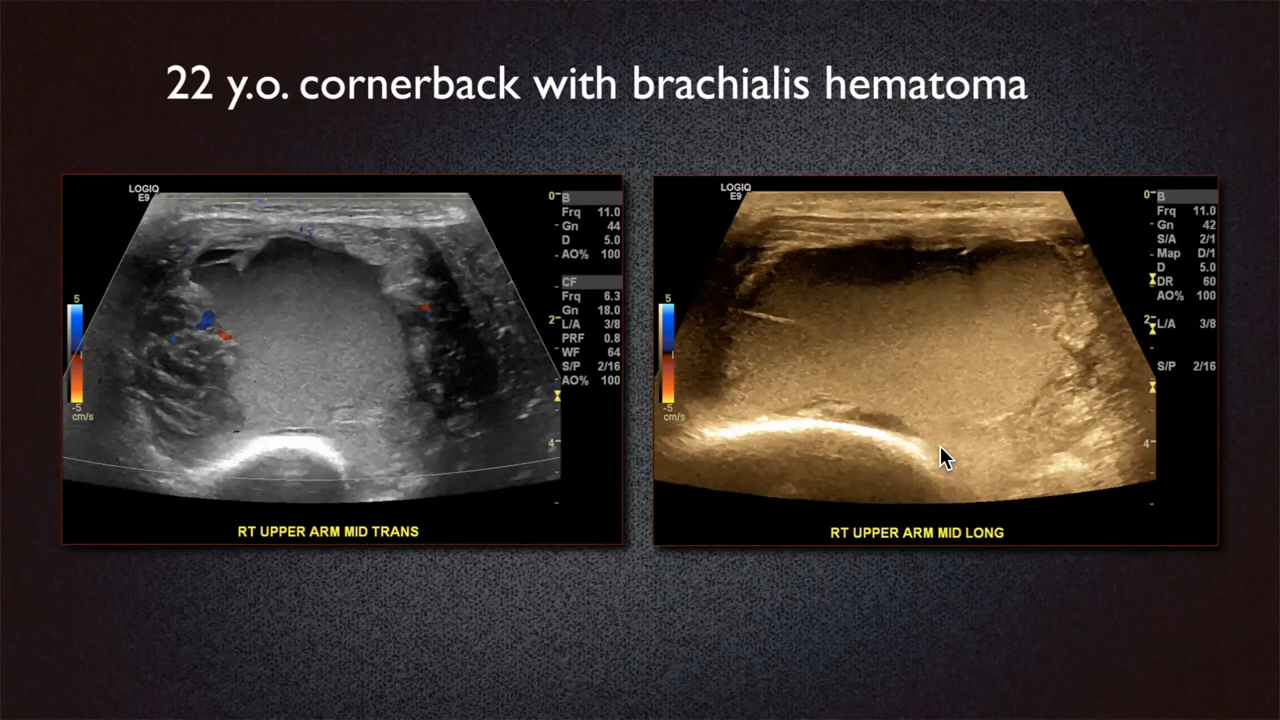 22 y.o. cornerback with brachialis hematoma
LOGIQ
E9
0
B
Frq 11.0
Gn 44
D 5.0
AO% 100
CF
Frq 6.3
Gn 18.0
L/A 3/8
PRF 0.8
WF 64
S/P 2/16
AO% 100
2
4
5
-5
cm/s
RT UPPER ARM MID TRANS
LOGIQ
E9
0
B
Frq 11.0
Gn 42
S/A 2/1
Map D/1
D 5.0
DR 60
AO% 100
L/A 3/8
S/P 2/16
2
4
5
-5
cm/s
RT UPPER ARM MID LONG